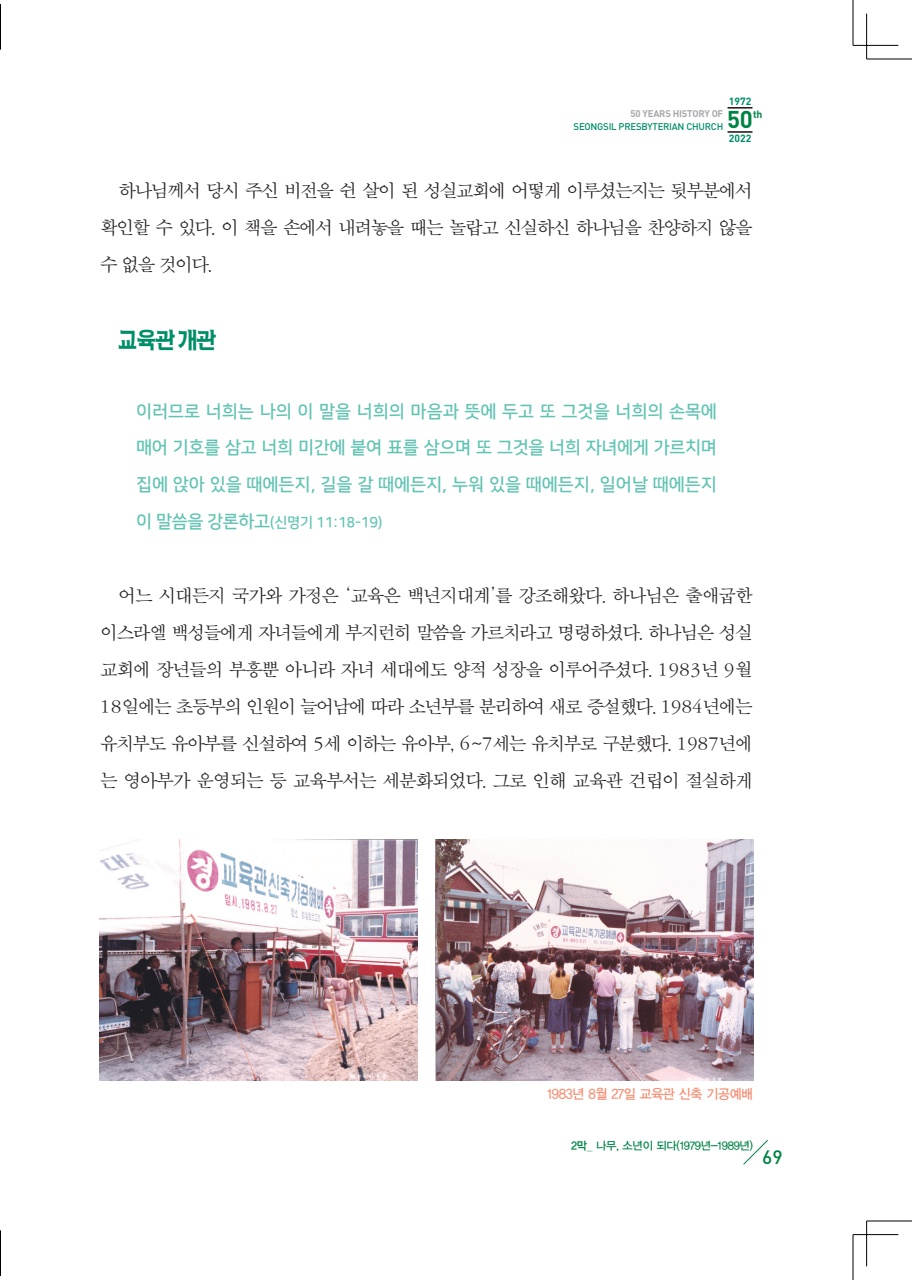 1972
50 YEARS HISTORY OF
50th
SEONGSIL PRESBYTERIAN CHURCH
2022
하나님께서 당시 주신 비전을 쉰 살이 된 성실교회에 어떻게 이루셨는지는 뒷부분에서
확인할 수 있다. 이 책을 손에서 내려놓을 때는 놀랍고 신실하신 하나님을 찬양하지 않을
수 없을 것이다.
교육관 개관
이러므로 너희는 나의 이 말을 너희의 마음과 뜻에 두고 또 그것을 너희의 손목에
매어 기호를 삼고 너희 미간에 붙여 표를 삼으며 또 그것을 너희 자녀에게 가르치며
집에 앉아 있을 때에든지, 길을 갈 때에든지, 누워 있을 때에든지, 일어날 때에든지
이 말씀을 강론하고(신명기 11:18-19)
어느 시대든지 국가와 가정은 ‘교육은 백년지대계’를 강조해왔다. 하나님은 출애굽한
이스라엘 백성들에게 자녀들에게 부지런히 말씀을 가르치라고 명령하셨다. 하나님은 성실
교회에 장년들의 부흥뿐 아니라 자녀 세대에도 양적 성장을 이루어주셨다. 1983년 9월
18일에는 초등부의 인원이 늘어남에 따라 소년부를 분리하여 새로 증설했다. 1984년에는
유치부도 유아부를 신설하여 5세 이하는 유아부, 6~7세는 유치부로 구분했다. 1987년에
는 영아부가 운영되는 등 교육부서는 세분화되었다. 그로 인해 교육관 건립이 절실하게
경 교육관신축기공예배 축
일시.1983.8.27
경 교육관신축기공예배 축
1983년 8월 27일 교육관 신축 기공예배
2막_ 나무, 소년이 되다(1979년-1989년)
69